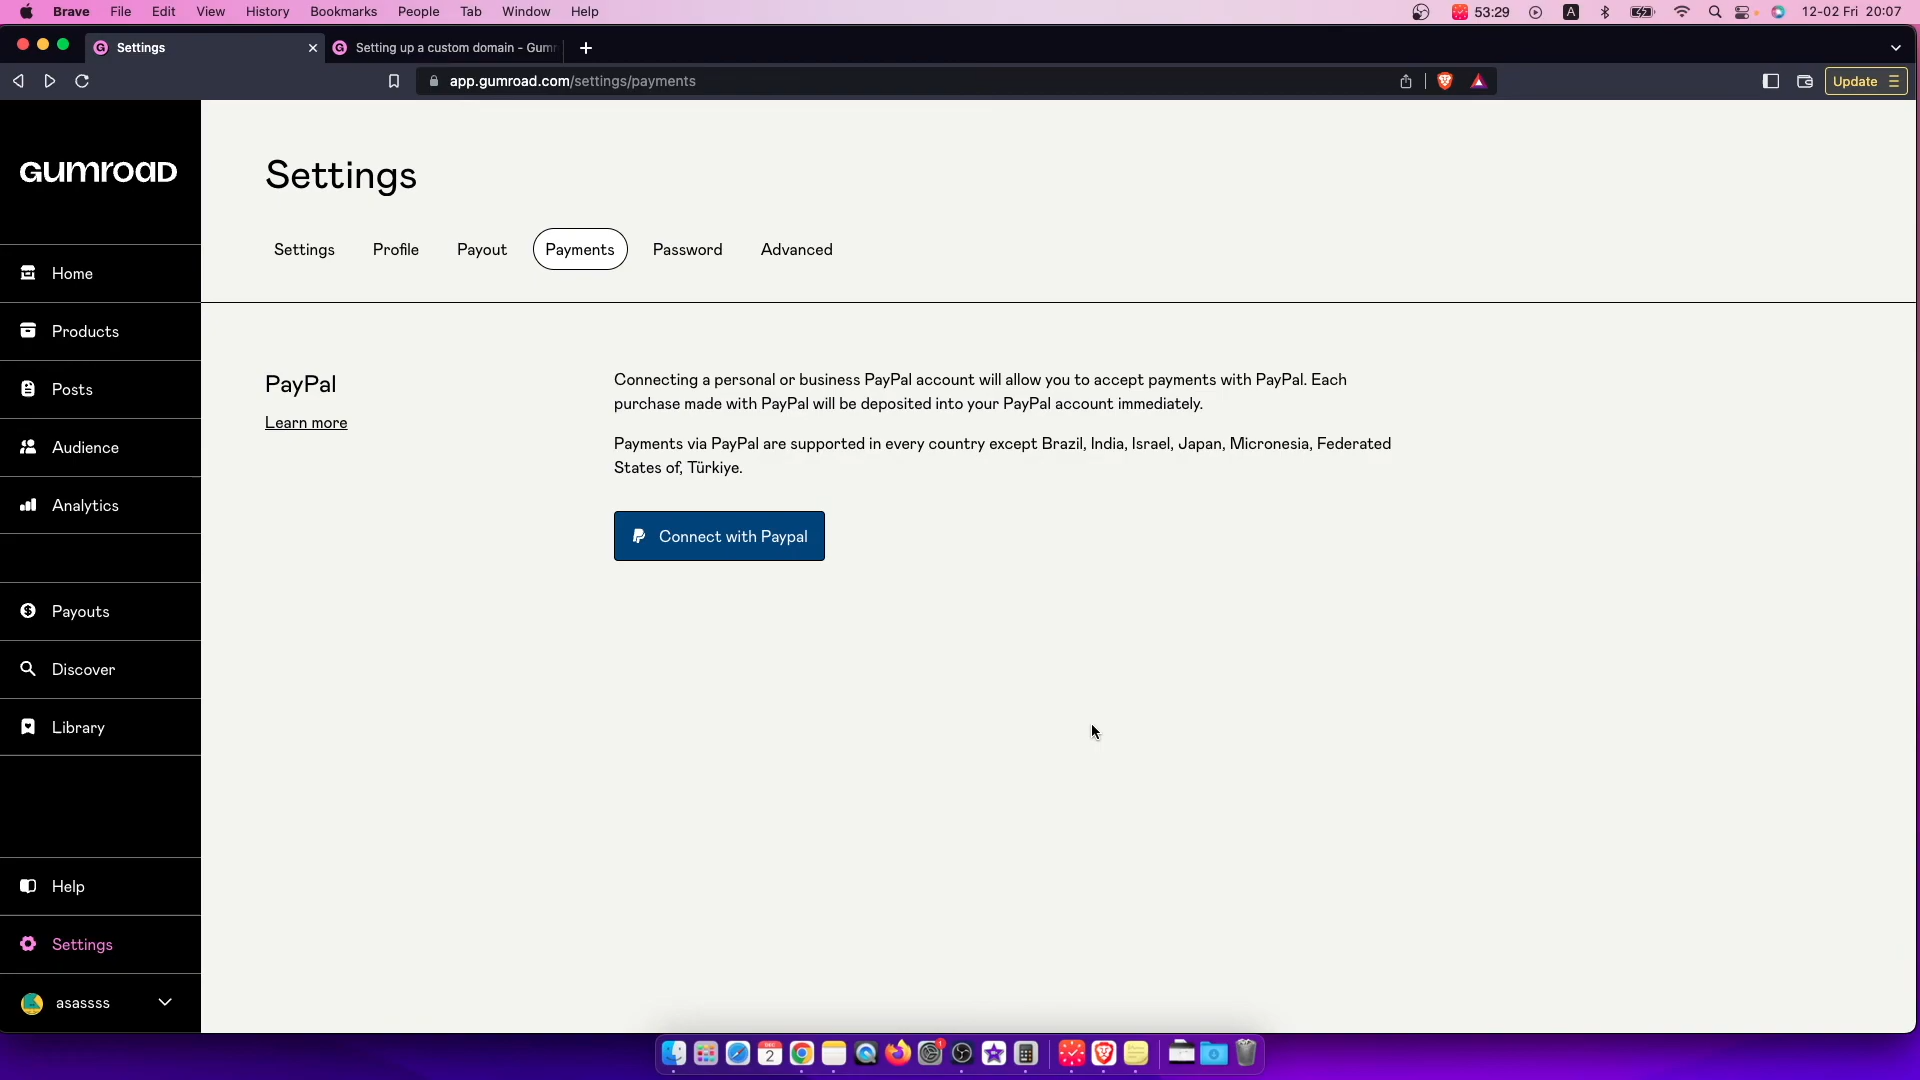 Brave File Edit View History Bookmarks People Tab Window Help 53:29 A 12-02 Fri 20:07
Settings
Setting up a custom domain - Gum
app.gumroad.com/settings/payments
Update
GUMROAD
Home
Products
Posts
Audience
Analytics
Payouts
Discover
Library
Help
Settings
asassss
Settings
Settings Profile Payout Payments Password Advanced
PayPal
Learn more
Connecting a personal or business PayPal account will allow you to accept payments with PayPal. Each
purchase made with PayPal will be deposited into your PayPal account immediately.
Payments via PayPal are supported in every country except Brazil, India, Israel, Japan, Micronesia, Federated
States of, Türkiye.
Connect with Paypal
2
1